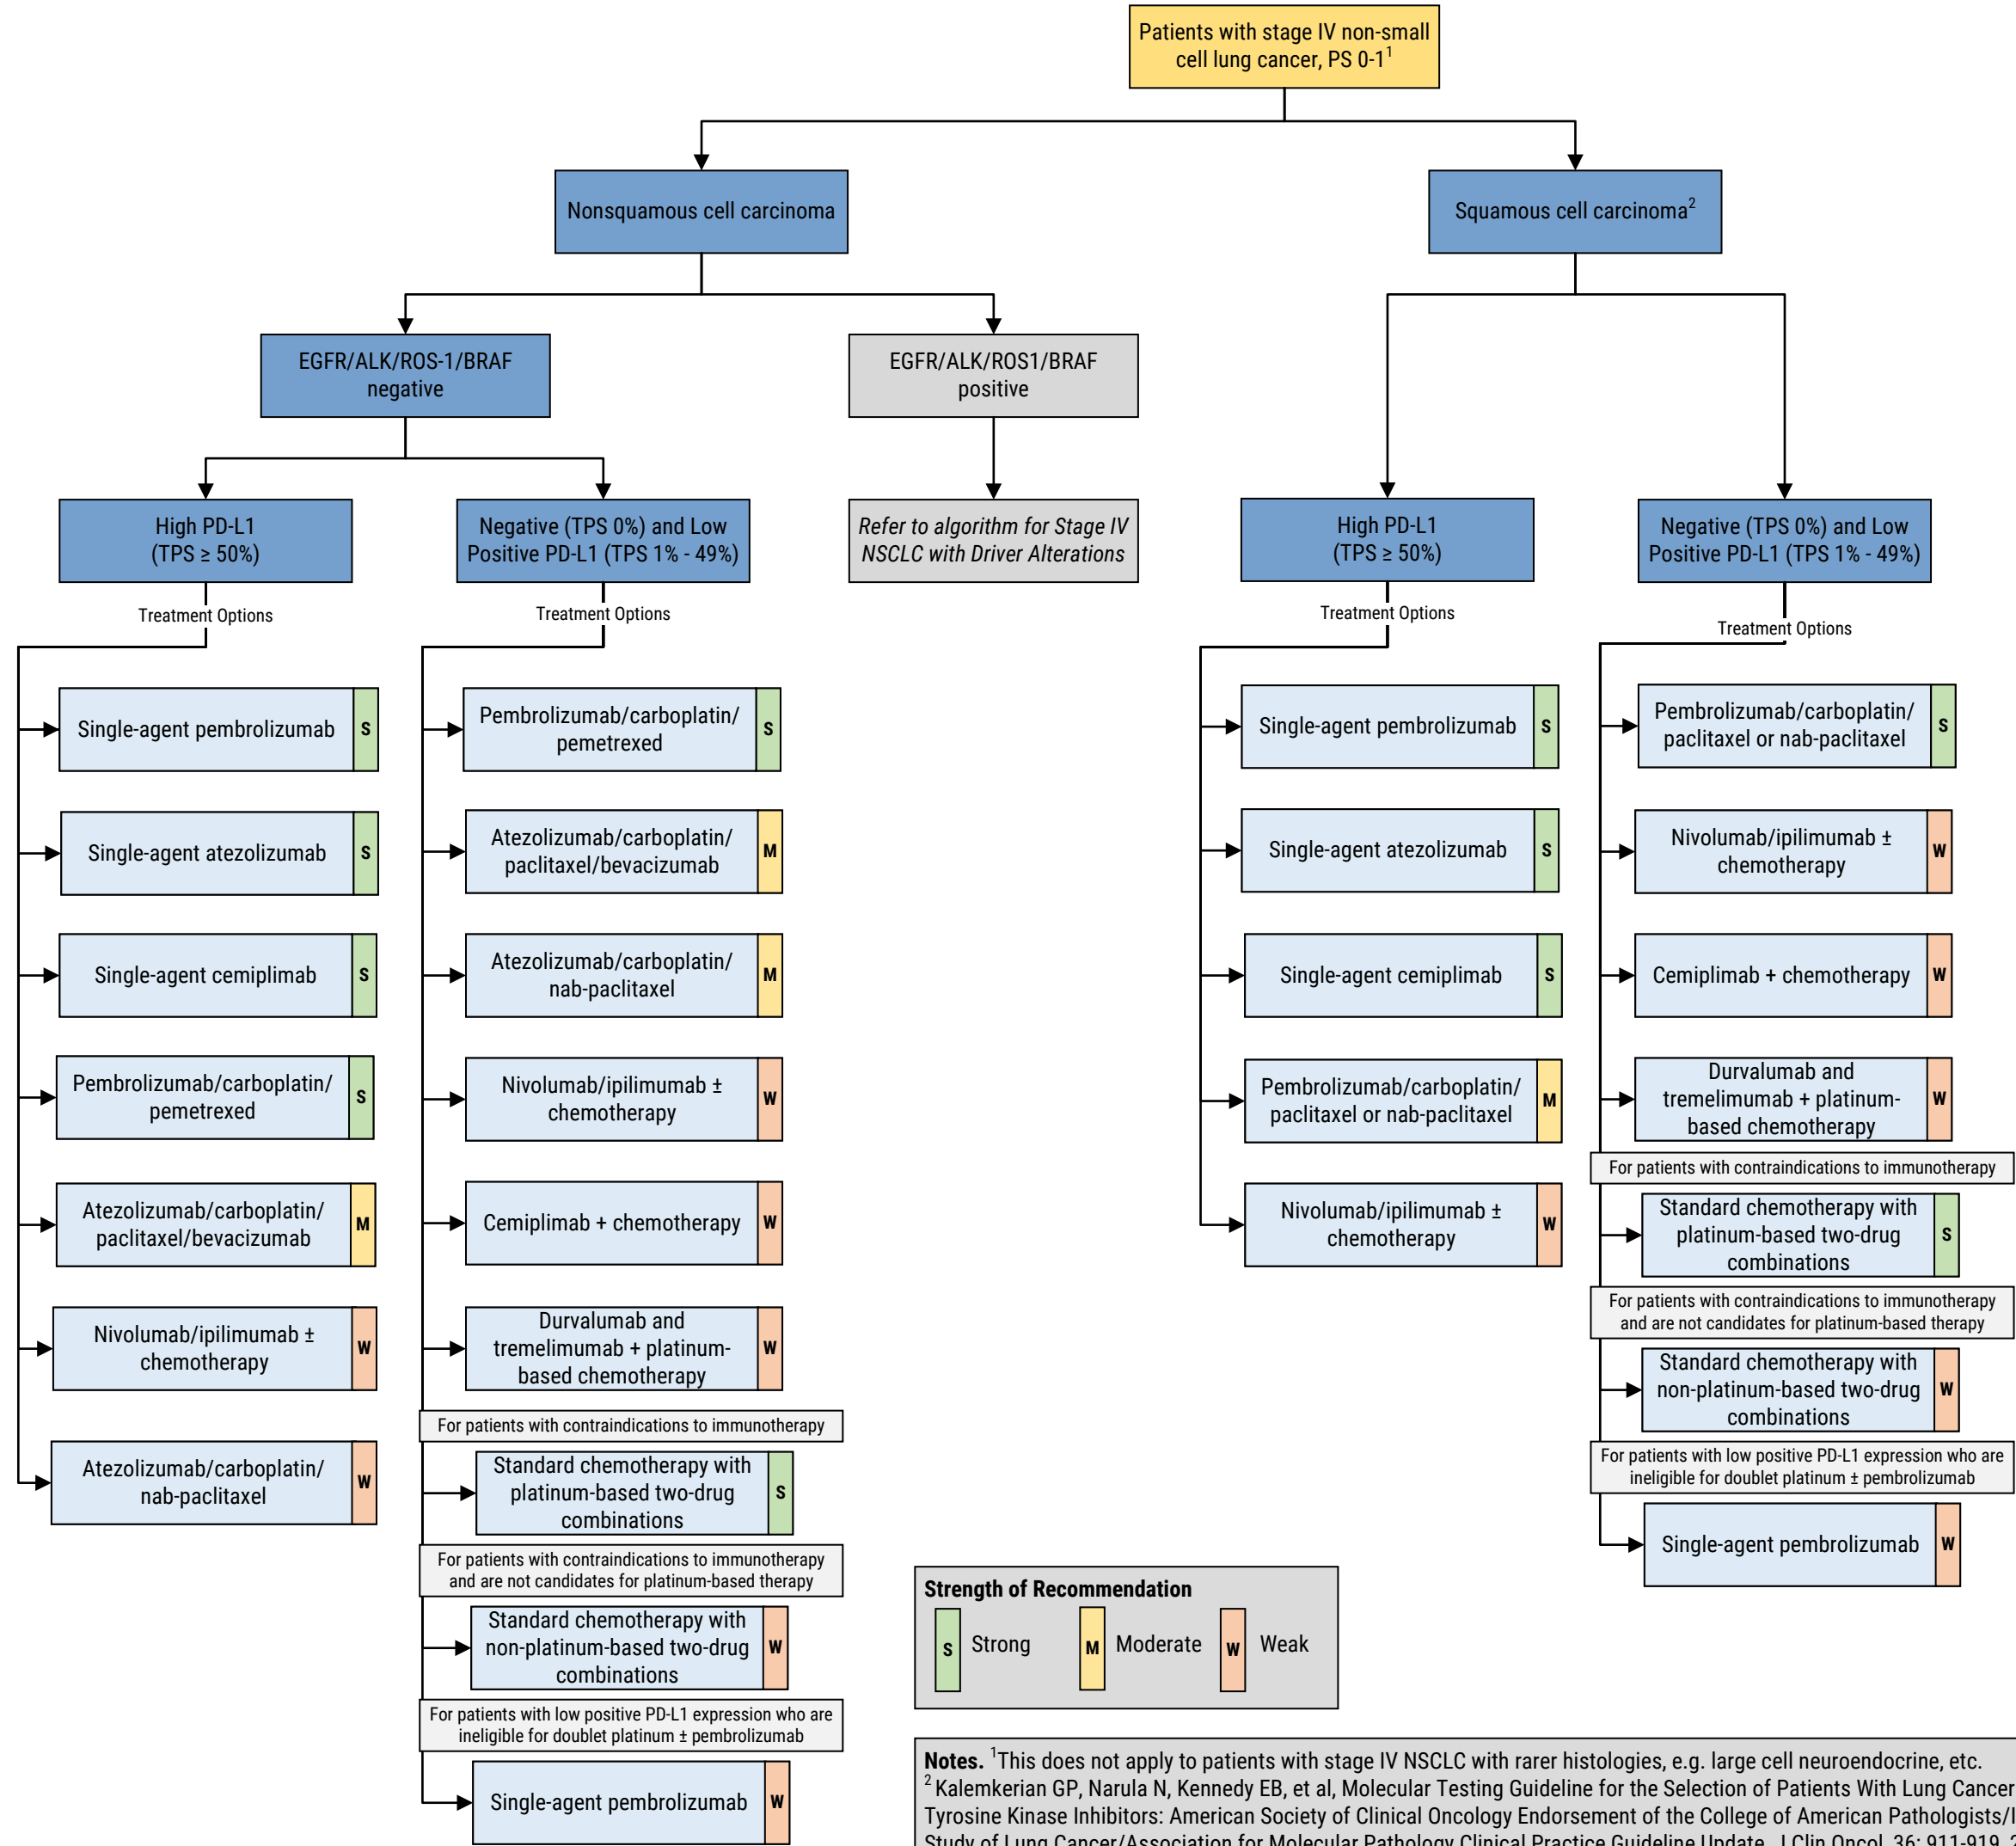 Patients with stage IV non-small
cell lung cancer, PS 0-1¹
Nonsquamous cell carcinoma
Squamous cell carcinoma²
EGFR/ALK/ROS-1/BRAF
negative
EGFR/ALK/ROS1/BRAF
positive
High PD-L1
(TPS ≥ 50%)
Negative (TPS 0%) and Low
Positive PD-L1 (TPS 1% - 49%)
Refer to algorithm for Stage IV
NSCLC with Driver Alterations
High PD-L1
(TPS ≥ 50%)
Negative (TPS 0%) and Low
Positive PD-L1 (TPS 1% - 49%)
Treatment Options
Single-agent pembrolizumab S
Single-agent atezolizumab S
Single-agent cemiplimab S
Pembrolizumab/carboplatin/
pemetrexed S
Atezolizumab/carboplatin/
paclitaxel/bevacizumab M
Nivolumab/ipilimumab ±
chemotherapy W
Atezolizumab/carboplatin/
nab-paclitaxel W
Treatment Options
Pembrolizumab/carboplatin/
pemetrexed S
Atezolizumab/carboplatin/
paclitaxel/bevacizumab M
Atezolizumab/carboplatin/
nab-paclitaxel M
Nivolumab/ipilimumab ±
chemotherapy W
Cemiplimab + chemotherapy W
Durvalumab and
tremelimumab + platinum-
based chemotherapy W
For patients with contraindications to immunotherapy
Standard chemotherapy with
platinum-based two-drug
combinations S
For patients with contraindications to immunotherapy
and are not candidates for platinum-based therapy
Standard chemotherapy with
non-platinum-based two-drug
combinations W
For patients with low positive PD-L1 expression who are
ineligible for doublet platinum ± pembrolizumab
Single-agent pembrolizumab W
Treatment Options
Single-agent pembrolizumab S
Single-agent atezolizumab S
Single-agent cemiplimab S
Pembrolizumab/carboplatin/
paclitaxel or nab-paclitaxel M
Nivolumab/ipilimumab ±
chemotherapy W
Treatment Options
Pembrolizumab/carboplatin/
paclitaxel or nab-paclitaxel S
Nivolumab/ipilimumab ±
chemotherapy W
Cemiplimab + chemotherapy W
Durvalumab and
tremelimumab + platinum-
based chemotherapy W
For patients with contraindications to immunotherapy
Standard chemotherapy with
platinum-based two-drug
combinations S
For patients with contraindications to immunotherapy
and are not candidates for platinum-based therapy
Standard chemotherapy with
non-platinum-based two-drug
combinations W
For patients with low positive PD-L1 expression who are
ineligible for doublet platinum ± pembrolizumab
Single-agent pembrolizumab W
Strength of Recommendation
S Strong M Moderate W Weak
Notes. ¹This does not apply to patients with stage IV NSCLC with rarer histologies, e.g. large cell neuroendocrine, etc.
² Kalemkerian GP, Narula N, Kennedy EB, et al, Molecular Testing Guideline for the Selection of Patients With Lung Cancer
Tyrosine Kinase Inhibitors: American Society of Clinical Oncology Endorsement of the College of American Pathologists/
Study of Lung Cancer/Association for Molecular Pathology Clinical Practice Guideline Update. J Clin Oncol, 36: 911-919